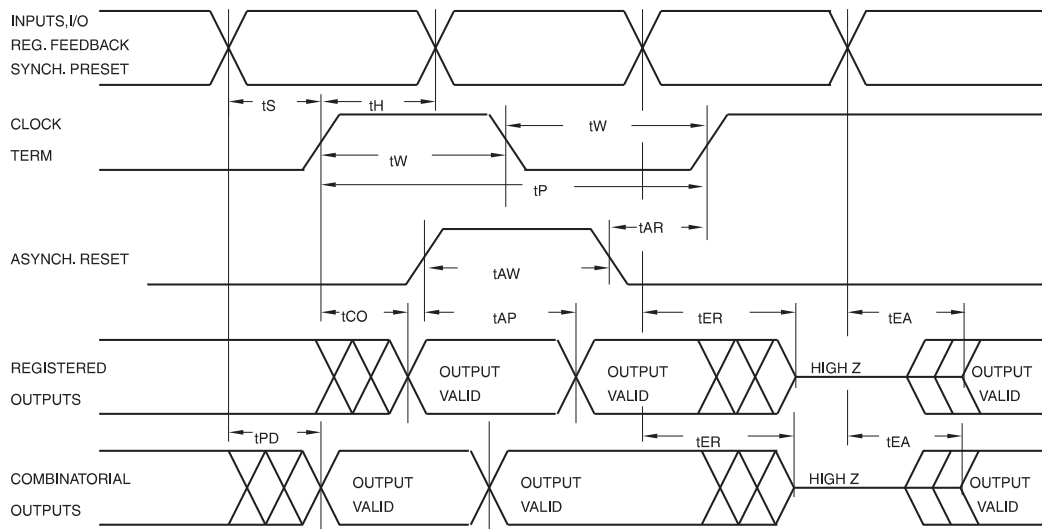 INPUTS,I/O
REG. FEEDBACK
SYNCH. PRESET
tS
tH
tW
CLOCK
TERM
tW
tP
tAR
ASYNCH. RESET
tAW
tCO
tAP
tER
tEA
REGISTERED
OUTPUTS
OUTPUT
VALID
OUTPUT
VALID
HIGH Z
OUTPUT
VALID
tPD
tER
tEA
COMBINATORIAL
OUTPUTS
OUTPUT
VALID
OUTPUT
VALID
HIGH Z
OUTPUT
VALID